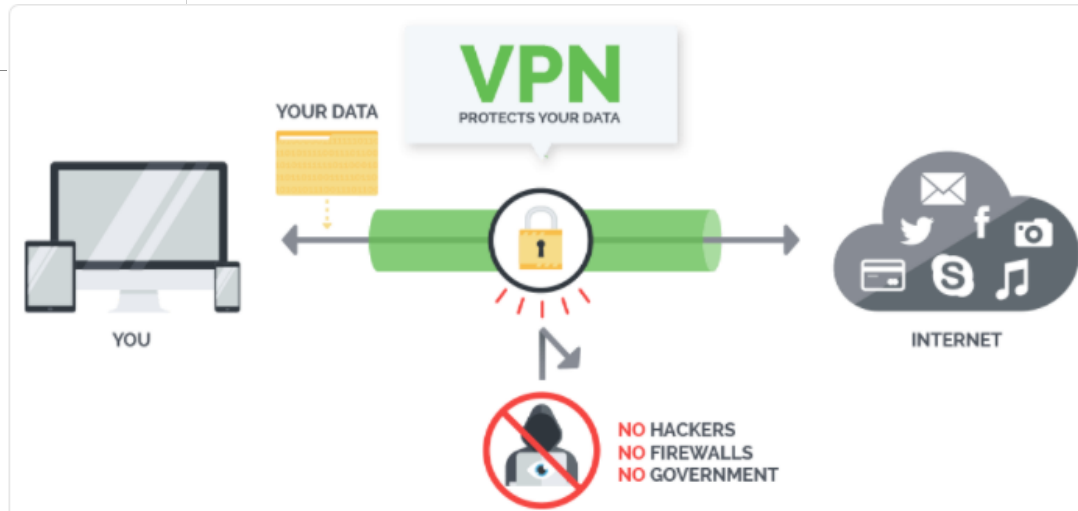 VPN
PROTECTS YOUR DATA
YOUR DATA
YOU
INTERNET
NO HACKERS
NO FIREWALLS
NO GOVERNMENT